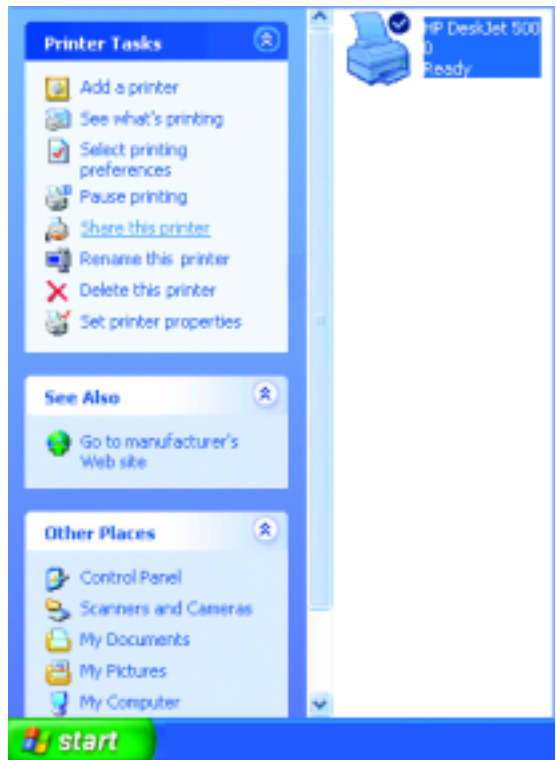 Printer Tasks
Add a printer
See what's printing
Select printing
preferences
Pause printing
Share this printer
Rename this printer
Delete this printer
Set printer properties
See Also
Go to manufacturer's
Web site
Other Places
Control Panel
Scanners and Cameras
My Documents
My Pictures
My Computer
HP DeskJet 500
0
Ready
start